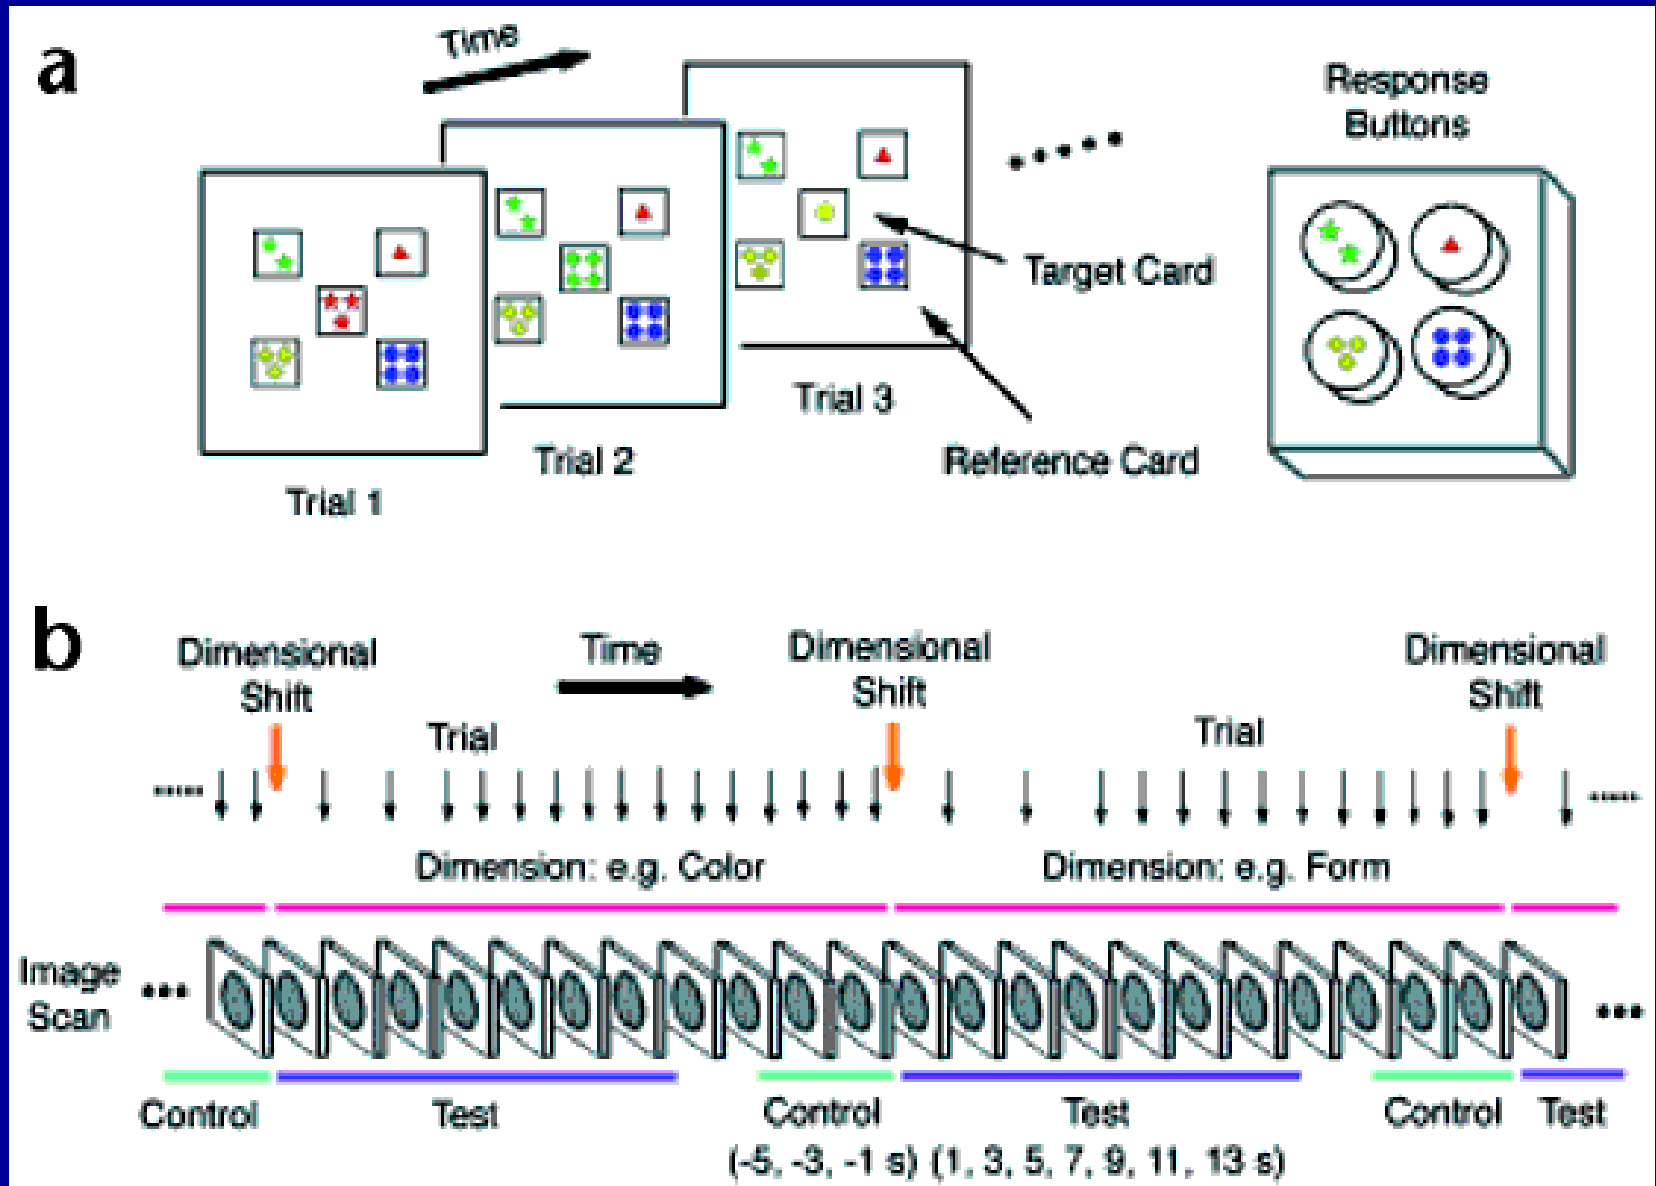 a
Time
Response
Buttons
Target Card
Trial 3
Reference Card
Trial 2
Trial 1
b
Dimensional
Shift
Time
Dimensional
Shift
Dimensional
Shift
Trial
Trial
Dimension: e.g. Color
Dimension: e.g. Form
Image
Scan
Control
Test
Control
Test
Control
Test
(-5, -3, -1 s) (1, 3, 5, 7, 9, 11, 13 s)